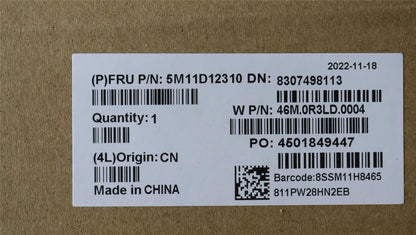 2022-11-18
(P)FRU P/N: 5M11D12310 DN: 8307498113
W P/N: 46M.0R3LD.0004
Quantity: 1
PO: 4501849447
(4L)Origin: CN
Barcode:8SSM11H8465
Made in CHINA
811PW28HN2EB